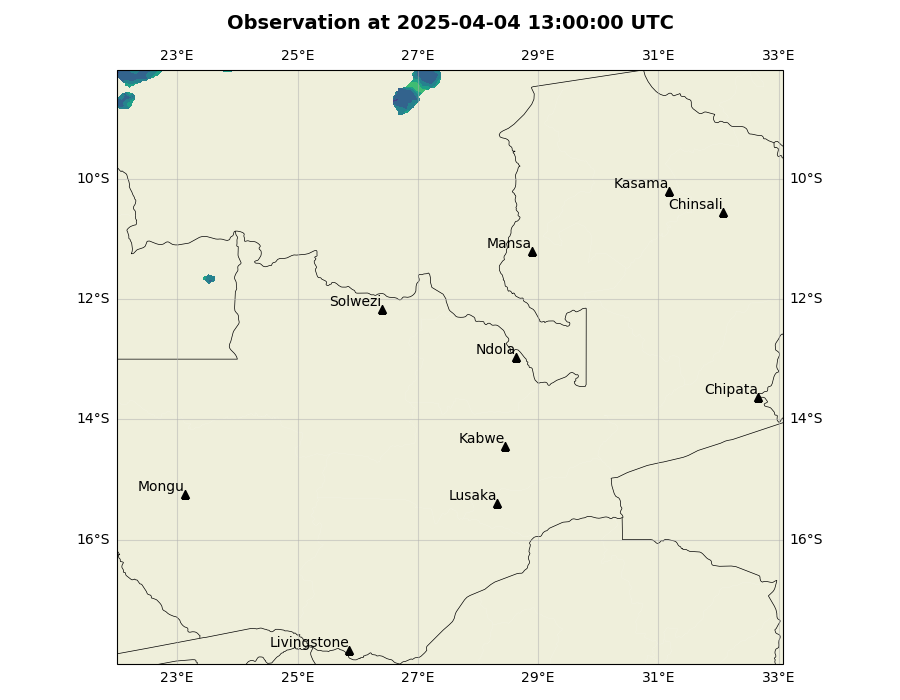 Observation at 2025-04-04 13:00:00 UTC
23°E 25°E 27°E 29°E 31°E 33°E
10°S 10°S
Kasama
Chinsali
Mansa
12°S 12°S
Solwezi
Ndola
Chipata
14°S 14°S
Kabwe
Mongu
Lusaka
16°S 16°S
Livingstone
23°E 25°E 27°E 29°E 31°E 33°E